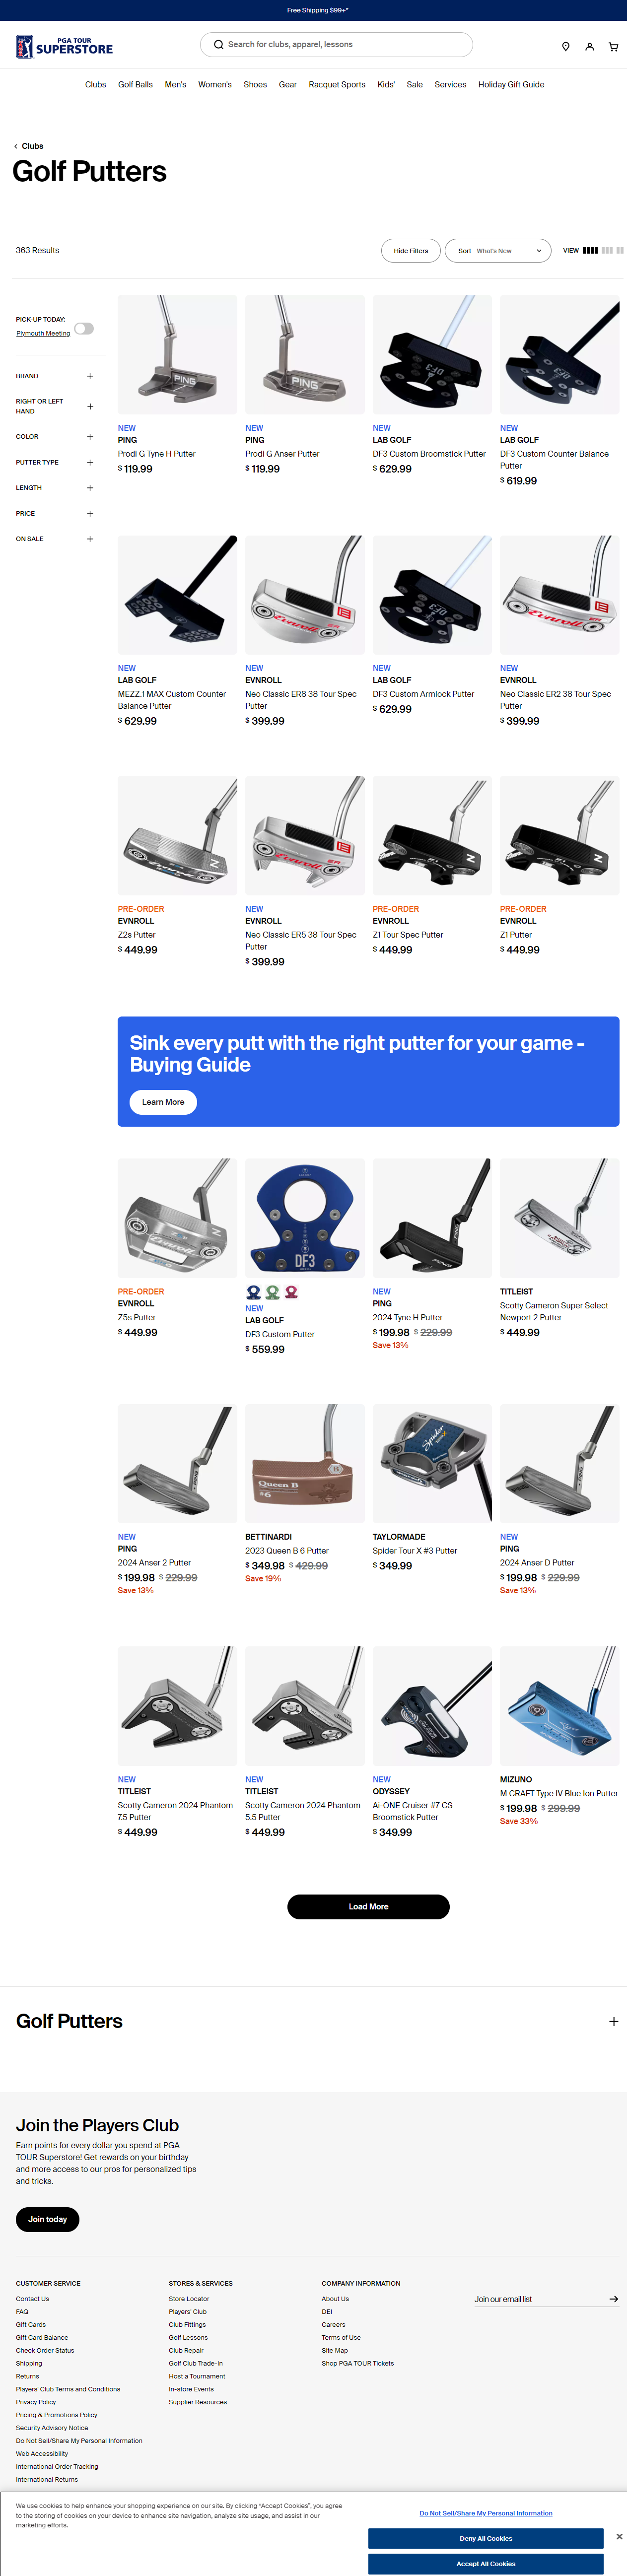 Free Shipping $99+*
PGA TOUR
SUPERSTORE
Search for clubs, apparel, lessons
Clubs Golf Balls Men's Women's Shoes Gear Racquet Sports Kids' Sale Services Holiday Gift Guide
Clubs
Golf Putters
363 Results
Hide Filters
Sort What's New
VIEW
PICK-UP TODAY:
Plymouth Meeting
BRAND
RIGHT OR LEFT
HAND
COLOR
PUTTER TYPE
LENGTH
PRICE
ON SALE
NEW
PING
Prodi G Tyne H Putter
$ 119.99
NEW
PING
Prodi G Anser Putter
$ 119.99
NEW
LAB GOLF
DF3 Custom Broomstick Putter
$ 629.99
NEW
LAB GOLF
DF3 Custom Counter Balance
Putter
$ 619.99
NEW
LAB GOLF
MEZZ.1 MAX Custom Counter
Balance Putter
$ 629.99
NEW
EVNROLL
Neo Classic ER8 38 Tour Spec
Putter
$ 399.99
NEW
LAB GOLF
DF3 Custom Armlock Putter
$ 629.99
NEW
EVNROLL
Neo Classic ER2 38 Tour Spec
Putter
$ 399.99
PRE-ORDER
EVNROLL
Z2s Putter
$ 449.99
NEW
EVNROLL
Neo Classic ER5 38 Tour Spec
Putter
$ 399.99
PRE-ORDER
EVNROLL
Z1 Tour Spec Putter
$ 449.99
PRE-ORDER
EVNROLL
Z1 Putter
$ 449.99
Sink every putt with the right putter for your game -
Buying Guide
Learn More
PRE-ORDER
EVNROLL
Z5s Putter
$ 449.99
DF3
NEW
LAB GOLF
DF3 Custom Putter
$ 559.99
NEW
PING
2024 Tyne H Putter
$ 199.98 $ 229.99
Save 13%
TITLEIST
Scotty Cameron Super Select
Newport 2 Putter
$ 449.99
NEW
PING
2024 Anser 2 Putter
$ 199.98 $ 229.99
Save 13%
Queen B
#6
BETTINARDI
2023 Queen B 6 Putter
$ 349.98 $ 429.99
Save 19%
Spider
TAYLORMADE
Spider Tour X #3 Putter
$ 349.99
NEW
PING
2024 Anser D Putter
$ 199.98 $ 229.99
Save 13%
NEW
TITLEIST
Scotty Cameron 2024 Phantom
7.5 Putter
$ 449.99
NEW
TITLEIST
Scotty Cameron 2024 Phantom
5.5 Putter
$ 449.99
NEW
ODYSSEY
Ai-ONE Cruiser #7 CS
Broomstick Putter
$ 349.99
MIZUNO
M CRAFT Type IV Blue Ion Putter
$ 199.98 $ 299.99
Save 33%
Load More
Golf Putters
Join the Players Club
Earn points for every dollar you spend at PGA
TOUR Superstore! Get rewards on your birthday
and more access to our pros for personalized tips
and tricks.
Join today
CUSTOMER SERVICE
Contact Us
FAQ
Gift Cards
Gift Card Balance
Check Order Status
Shipping
Returns
Players' Club Terms and Conditions
Privacy Policy
Pricing & Promotions Policy
Security Advisory Notice
Do Not Sell/Share My Personal Information
Web Accessibility
International Order Tracking
International Returns
STORES & SERVICES
Store Locator
Players' Club
Club Fittings
Golf Lessons
Club Repair
Golf Club Trade-In
Host a Tournament
In-store Events
Supplier Resources
COMPANY INFORMATION
About Us
DEI
Careers
Terms of Use
Site Map
Shop PGA TOUR Tickets
Join our email list
We use cookies to help enhance your shopping experience on our site. By clicking “Accept Cookies”, you agree
to the storing of cookies on your device to enhance site navigation, analyze site usage, and assist in our
marketing efforts.
Do Not Sell/Share My Personal Information
Deny All Cookies
Accept All Cookies